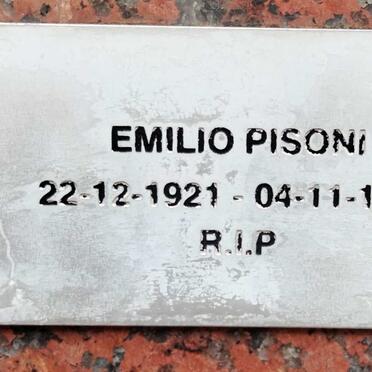 EMILIO PISONI
22-12-1921 - 04-11-1
R.I.P